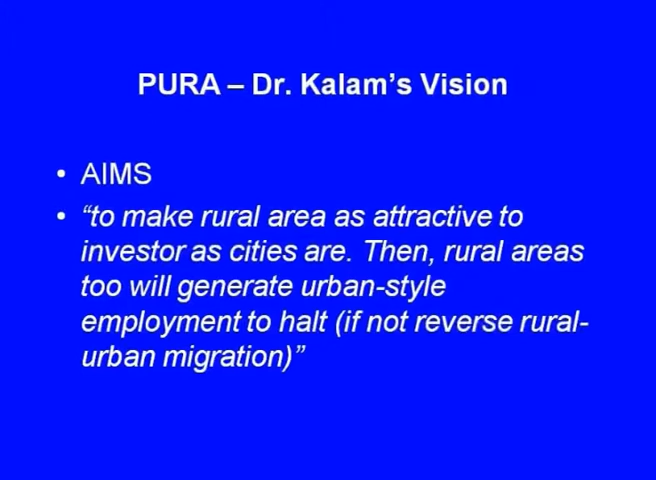 PURA – Dr. Kalam's Vision
• AIMS
• “to make rural area as attractive to
investor as cities are. Then, rural areas
too will generate urban-style
employment to halt (if not reverse rural-
urban migration)”